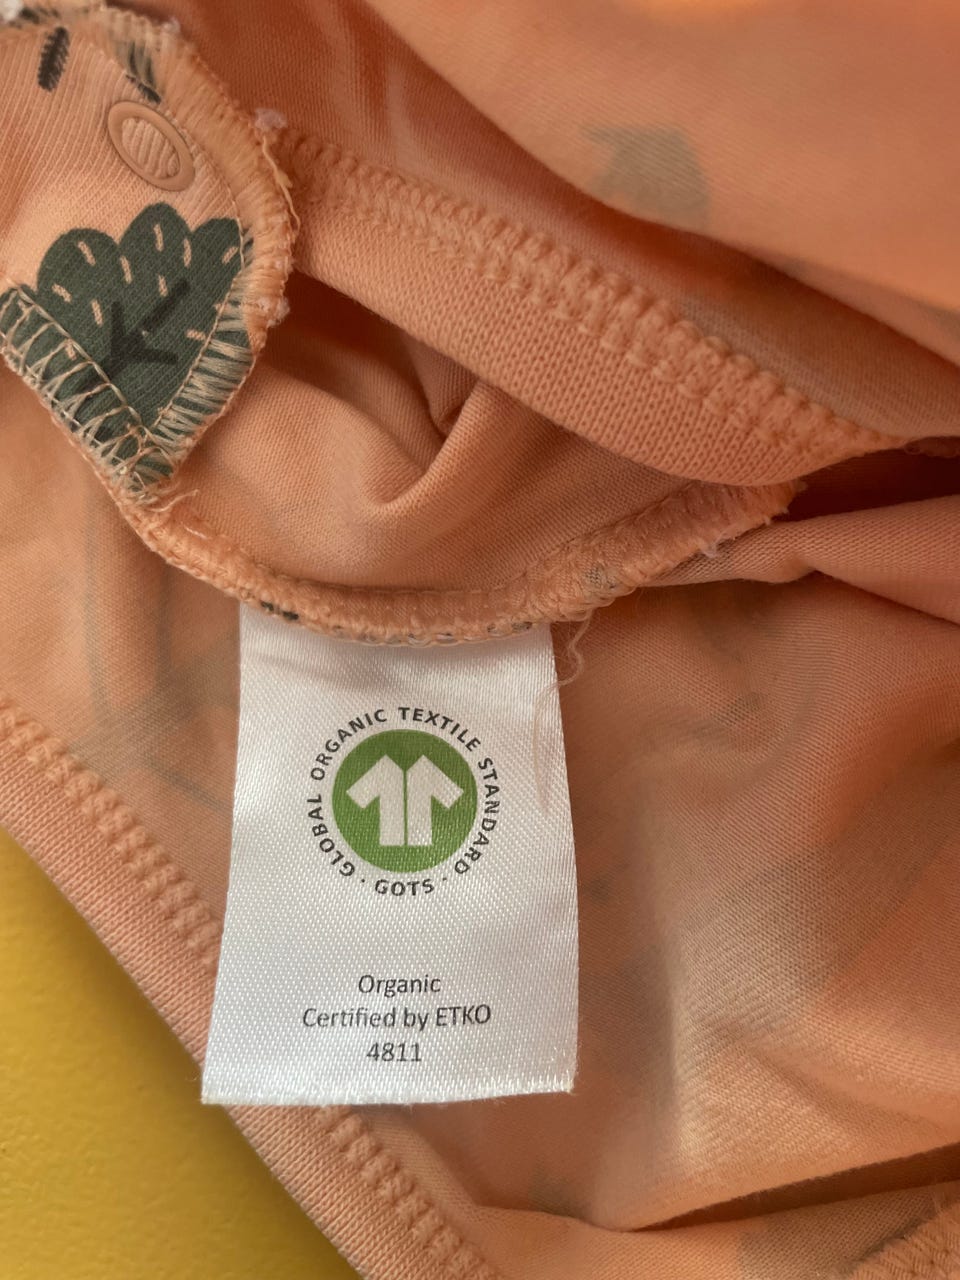 GLOBAL ORGANIC TEXTILE STANDARD · GOTS ·
Organic
Certified by ETKO
4811